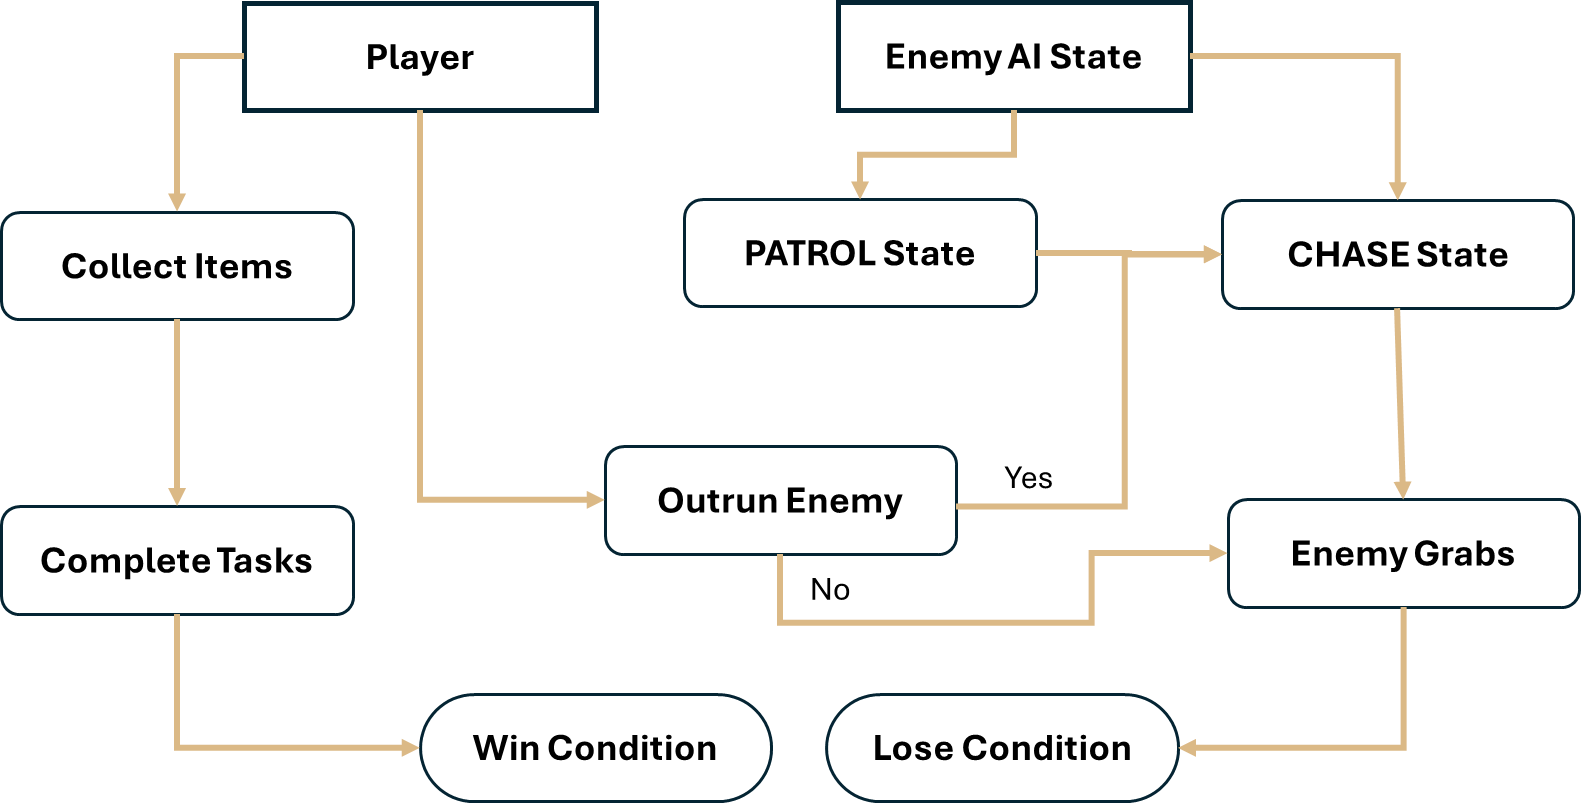 Player
Enemy AI State
Collect Items
PATROL State
CHASE State
Outrun Enemy
Yes
No
Complete Tasks
Enemy Grabs
Win Condition
Lose Condition